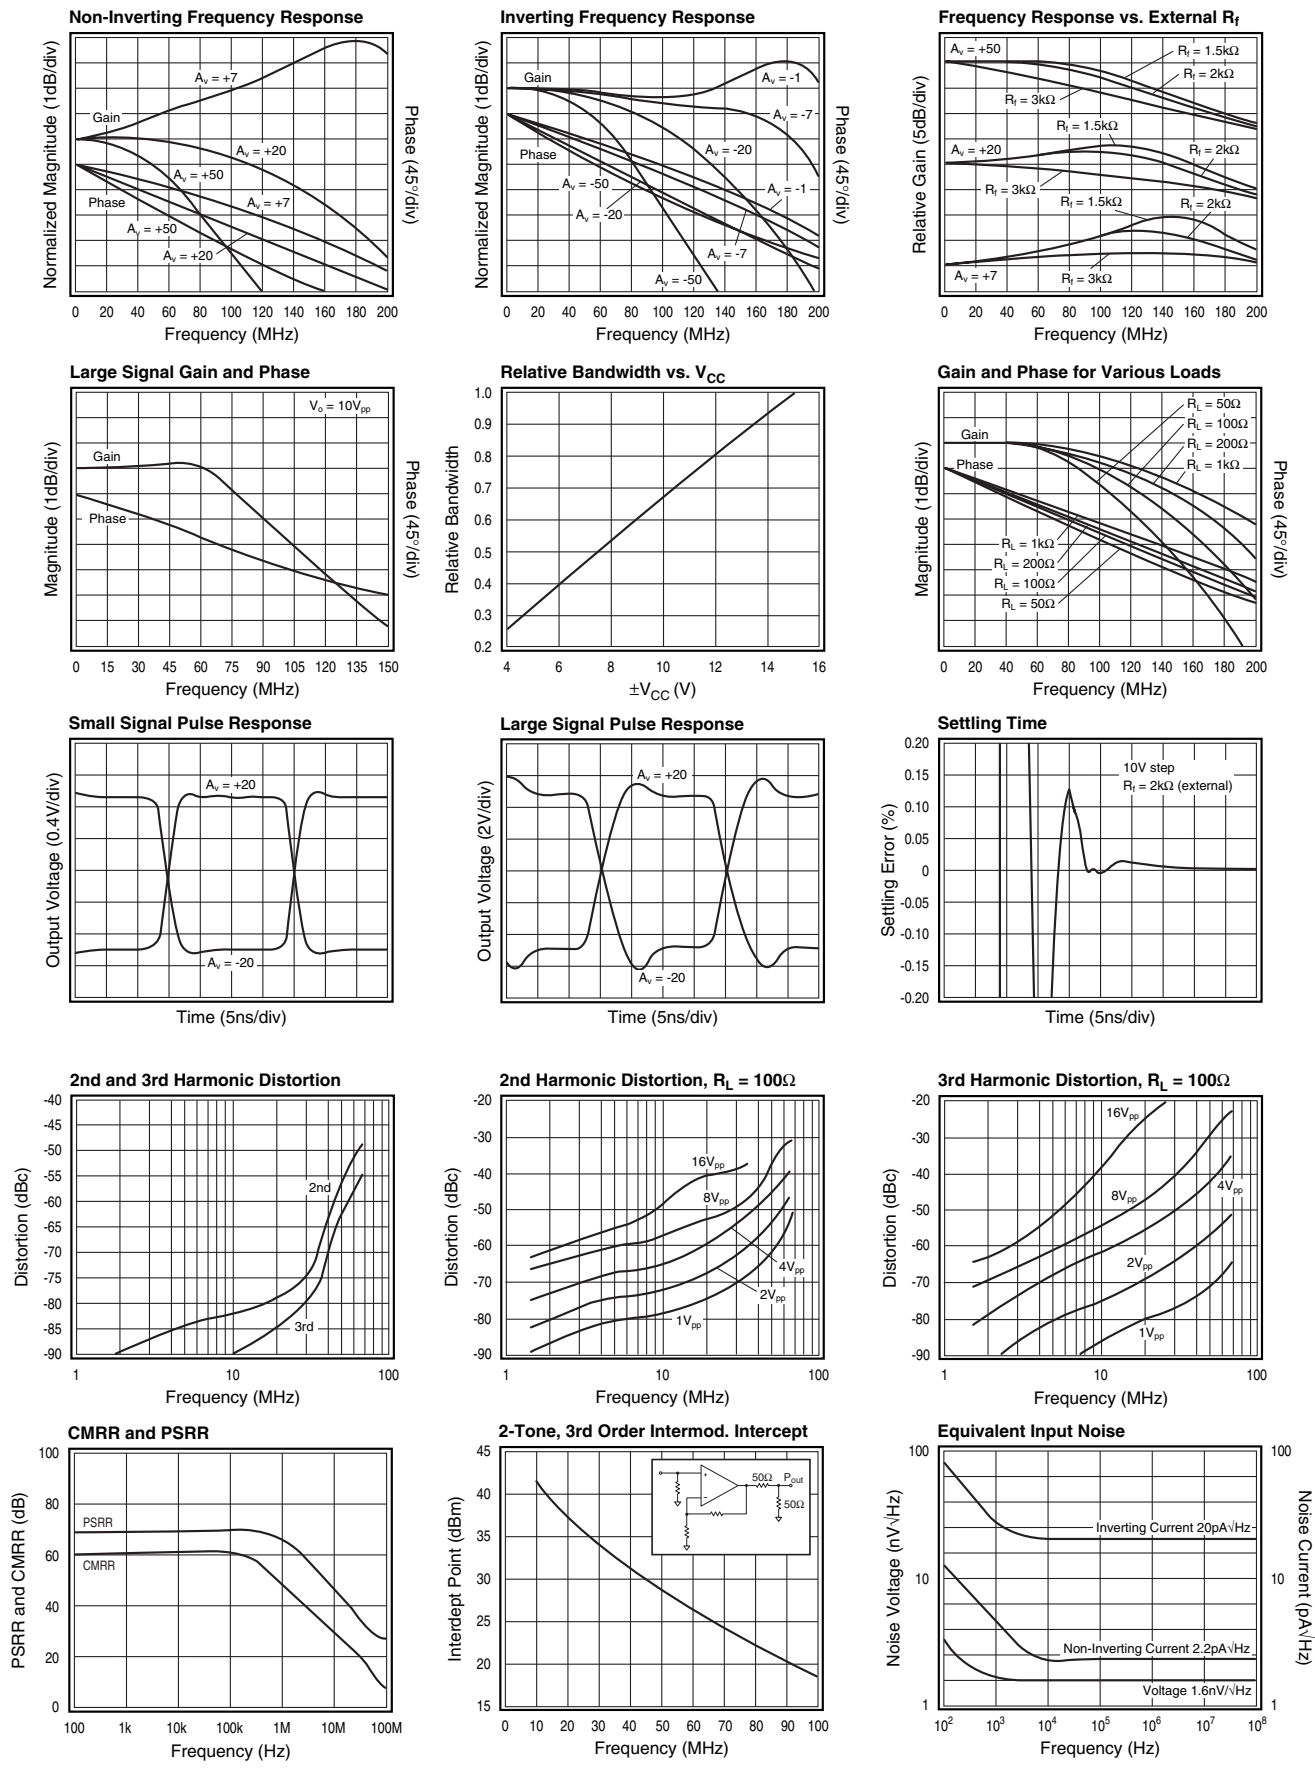 Non-Inverting Frequency Response
Normalized Magnitude (1dB/div)
Phase (45°/div)
Gain
Av = +7
Av = +20
Av = +50
Phase
Av = +7
Av = +50
Av = +20
0 20 40 60 80 100 120 140 160 180 200
Frequency (MHz)
Inverting Frequency Response
Normalized Magnitude (1dB/div)
Phase (45°/div)
Gain
Av = -1
Av = -7
Av = -20
Phase
Av = -50
Av = -1
Av = -20
Av = -7
Av = -50
0 20 40 60 80 100 120 140 160 180 200
Frequency (MHz)
Frequency Response vs. External Rf
Relative Gain (5dB/div)
Av = +50
Rf = 1.5kΩ
Rf = 2kΩ
Rf = 3kΩ
Rf = 1.5kΩ
Av = +20
Rf = 2kΩ
Rf = 3kΩ
Rf = 1.5kΩ
Rf = 2kΩ
Av = +7
Rf = 3kΩ
0 20 40 60 80 100 120 140 160 180 200
Frequency (MHz)
Large Signal Gain and Phase
Magnitude (1dB/div)
Phase (45°/div)
Vo = 10Vpp
Gain
Phase
0 15 30 45 60 75 90 105 120 135 150
Frequency (MHz)
Relative Bandwidth vs. VCC
Relative Bandwidth
1.0
0.9
0.8
0.7
0.6
0.5
0.4
0.3
0.2
4 6 8 10 12 14 16
±VCC (V)
Gain and Phase for Various Loads
Magnitude (1dB/div)
Phase (45°/div)
RL = 50Ω
RL = 100Ω
RL = 200Ω
RL = 1kΩ
Gain
Phase
RL = 1kΩ
RL = 200Ω
RL = 100Ω
RL = 50Ω
0 20 40 60 80 100 120 140 160 180 200
Frequency (MHz)
Small Signal Pulse Response
Output Voltage (0.4V/div)
Av = +20
Av = -20
Time (5ns/div)
Large Signal Pulse Response
Output Voltage (2V/div)
Av = +20
Av = -20
Time (5ns/div)
Settling Time
Settling Error (%)
0.20
0.15
0.10
0.05
0
-0.05
-0.10
-0.15
-0.20
10V step
Rf = 2kΩ (external)
Time (5ns/div)
2nd and 3rd Harmonic Distortion
Distortion (dBc)
-40
-45
-50
-55
-60
-65
-70
-75
-80
-85
-90
2nd
3rd
1 10 100
Frequency (MHz)
2nd Harmonic Distortion, RL = 100Ω
Distortion (dBc)
-20
-30
-40
-50
-60
-70
-80
-90
16Vpp
8Vpp
4Vpp
2Vpp
1Vpp
1 10 100
Frequency (MHz)
3rd Harmonic Distortion, RL = 100Ω
Distortion (dBc)
-20
-30
-40
-50
-60
-70
-80
-90
16Vpp
8Vpp
4Vpp
2Vpp
1Vpp
1 10 100
Frequency (MHz)
CMRR and PSRR
PSRR and CMRR (dB)
100
80
60
40
20
0
PSRR
CMRR
100 1k 10k 100k 1M 10M 100M
Frequency (Hz)
2-Tone, 3rd Order Intermod. Intercept
Interdept Point (dBm)
45
40
35
30
25
20
15
+
−
50Ω
Pout
50Ω
0 10 20 30 40 50 60 70 80 90 100
Frequency (MHz)
Equivalent Input Noise
Noise Voltage (nV√Hz)
Noise Current (pA√Hz)
100 100
10 10
1 1
Inverting Current 20pA√Hz
Non-Inverting Current 2.2pA√Hz
Voltage 1.6nV/√Hz
10² 10³ 10⁴ 10⁵ 10⁶ 10⁷ 10⁸
Frequency (Hz)